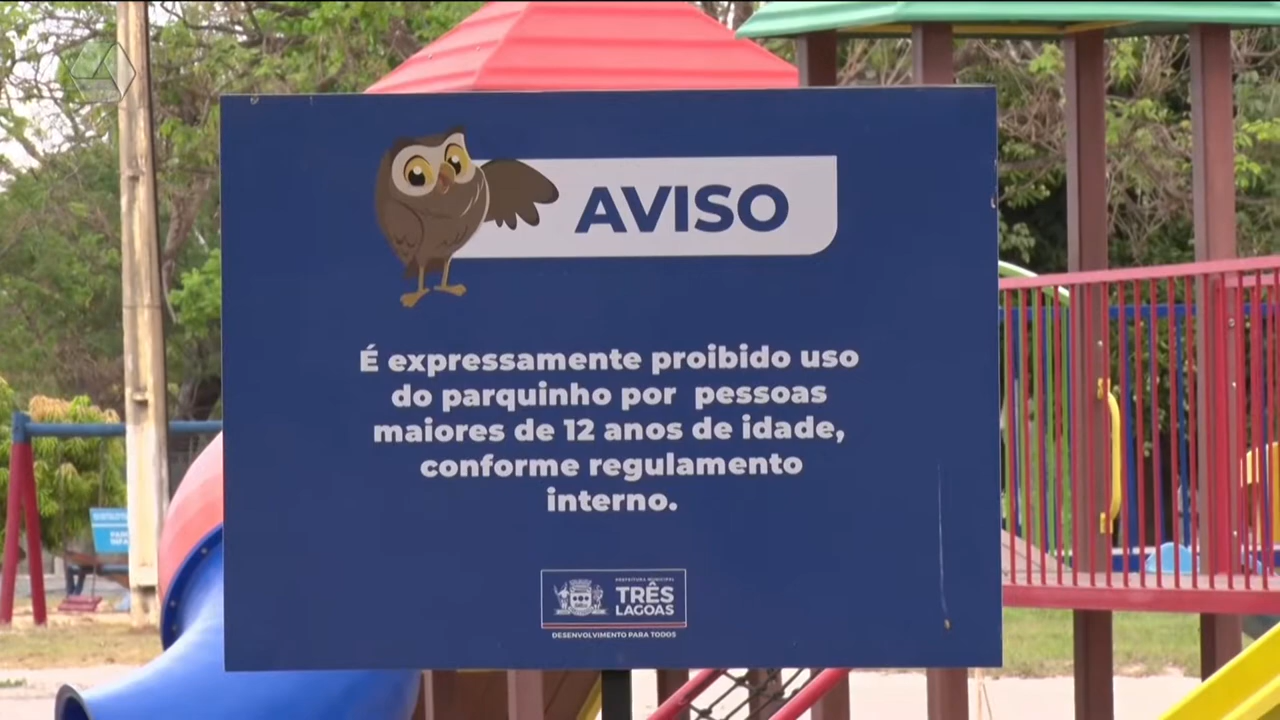 AVISO
É expressamente proibido uso
do parquinho por pessoas
maiores de 12 anos de idade,
conforme regulamento
interno.
PREFEITURA MUNICIPAL
TRÊS
LAGOAS
DESENVOLVIMENTO PARA TODOS